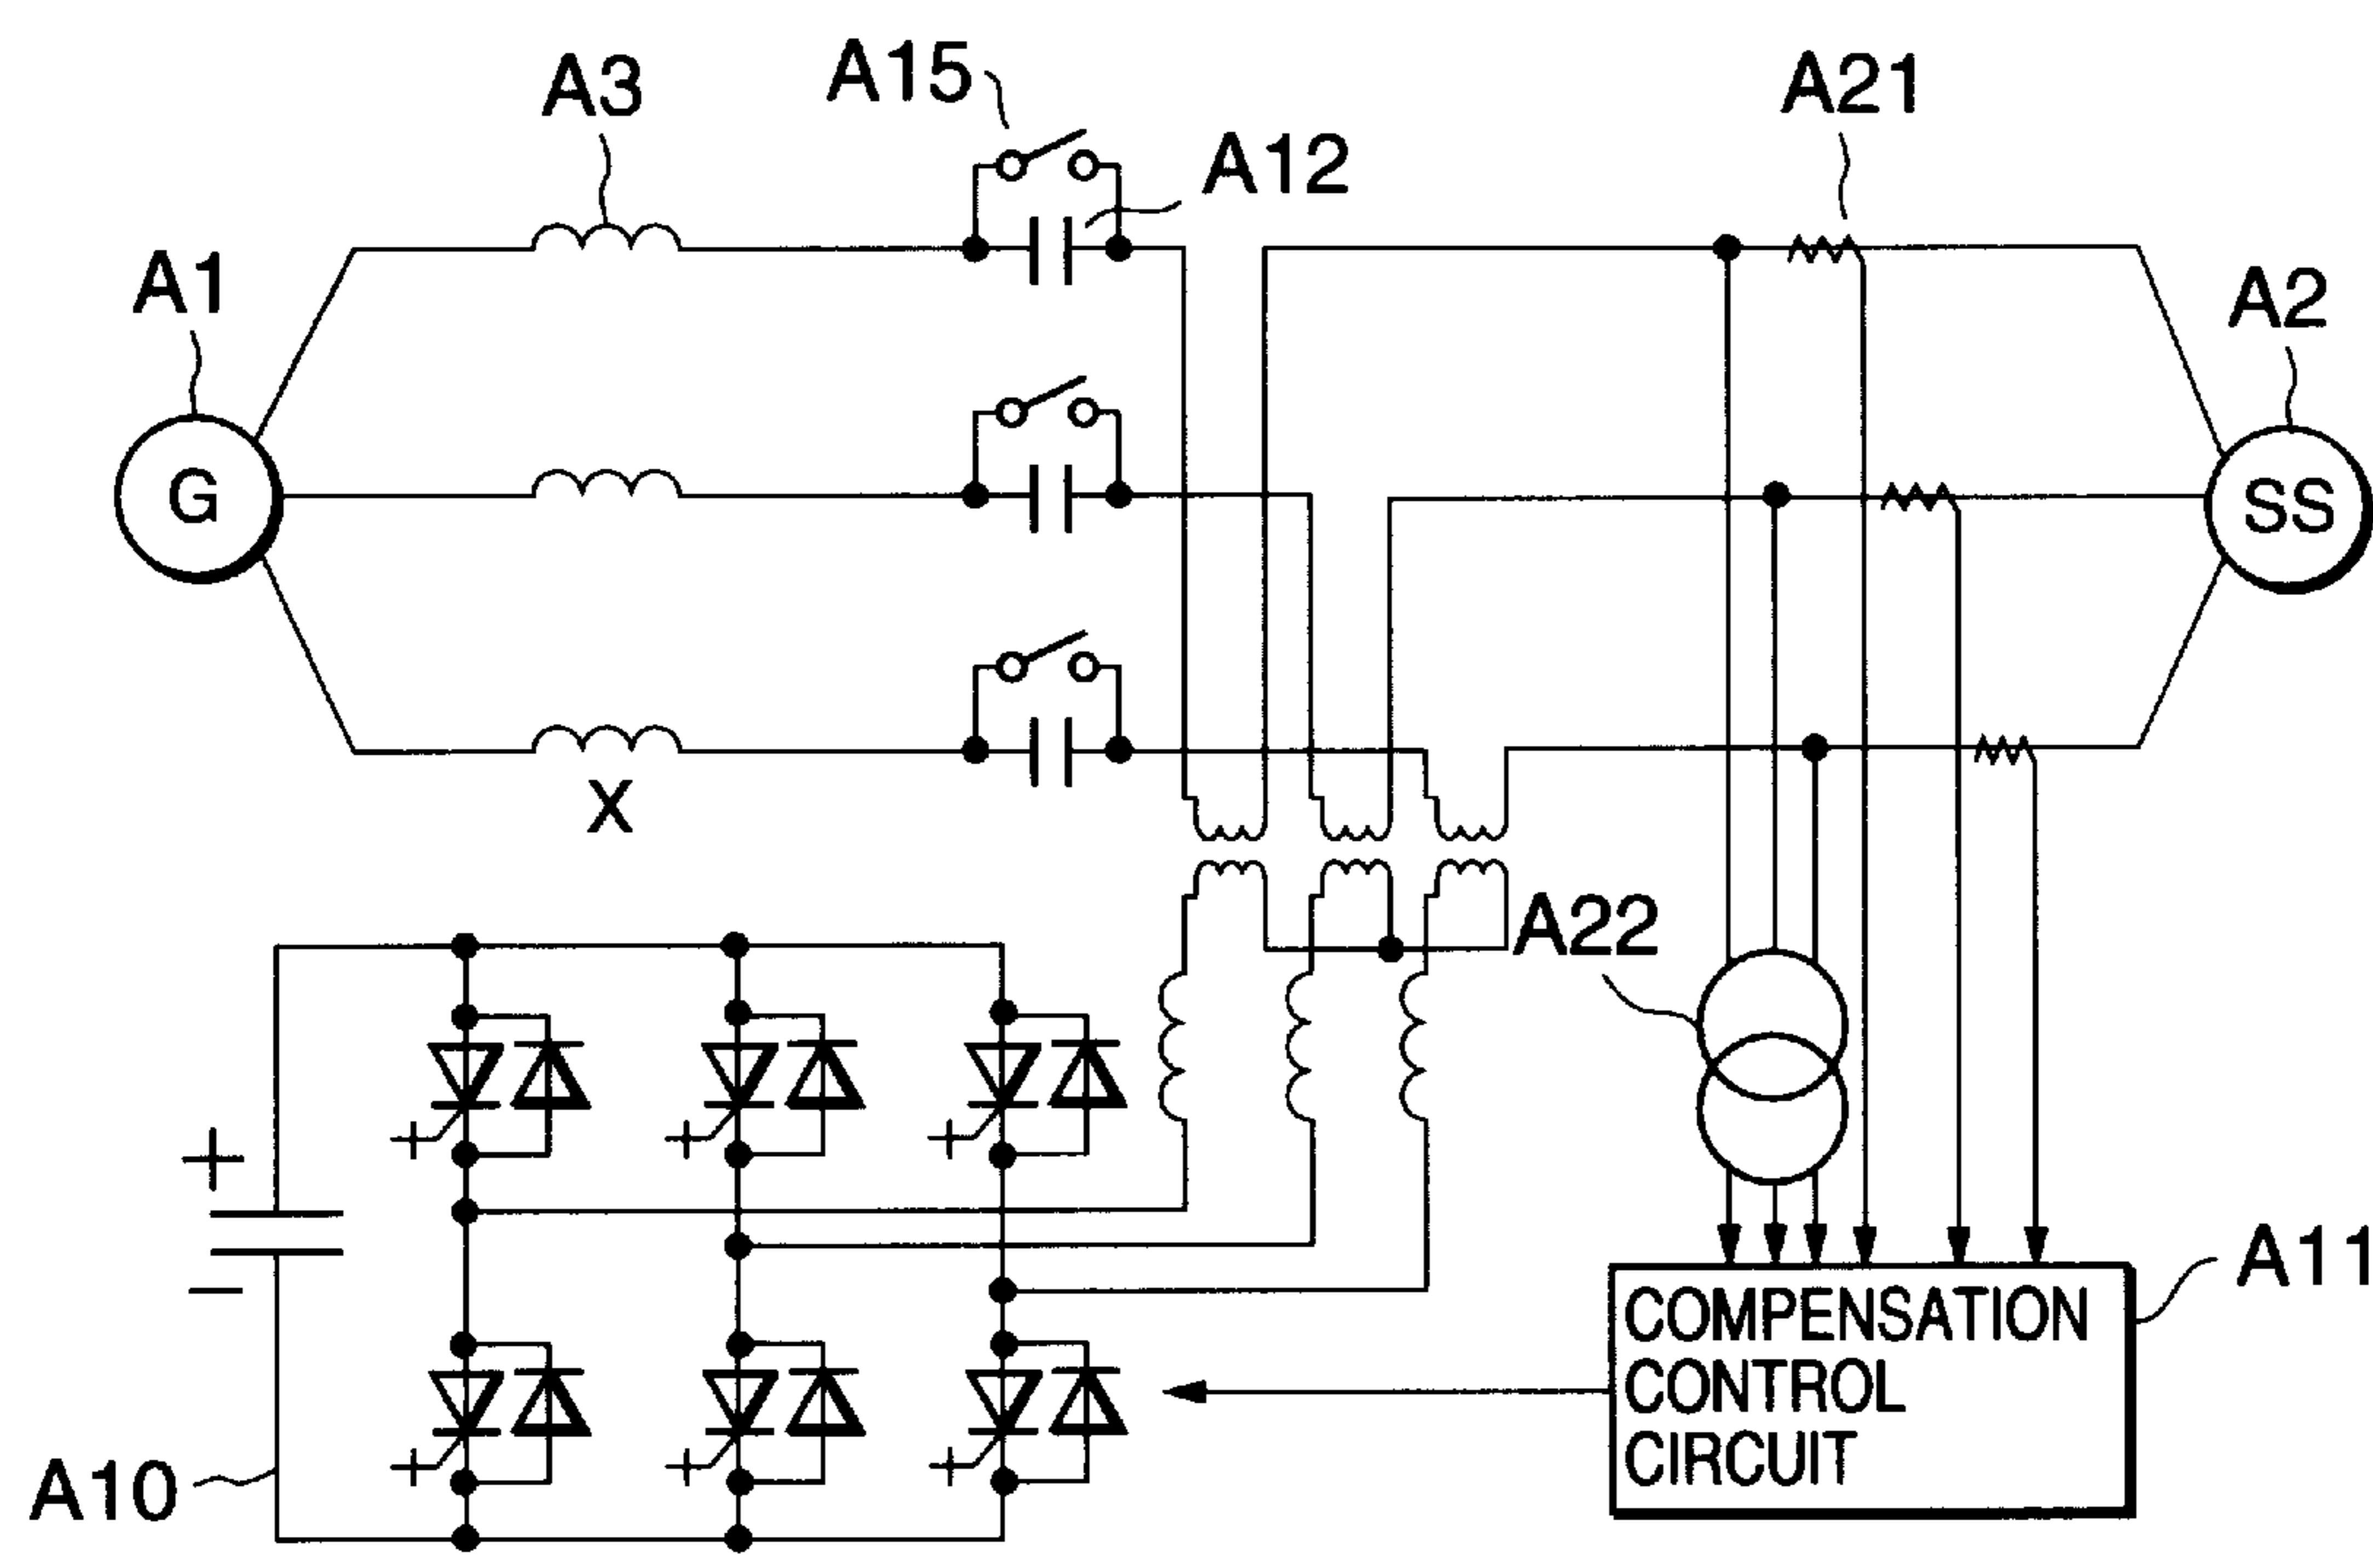 A3
A15
A21
A12
A1
A2
G
SS
X
A22
+
−
A11
COMPENSATION
CONTROL
CIRCUIT
A10